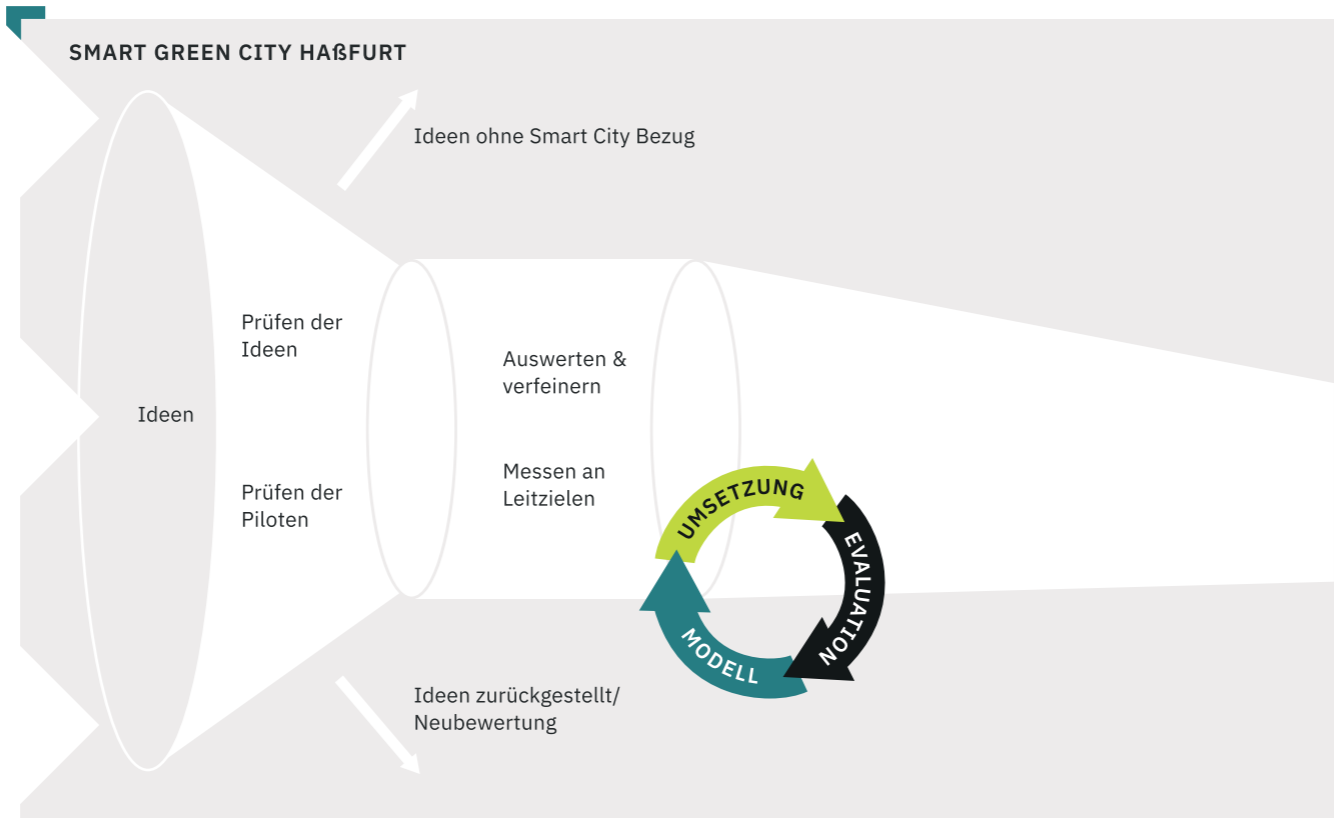 SMART GREEN CITY HAßFURT
Ideen ohne Smart City Bezug
Prüfen der
Ideen
Auswerten &
verfeinern
Ideen
Messen an
Leitzielen
Prüfen der
Piloten
UMSETZUNG
EVALUATION
MODELL
Ideen zurückgestellt/
Neubewertung